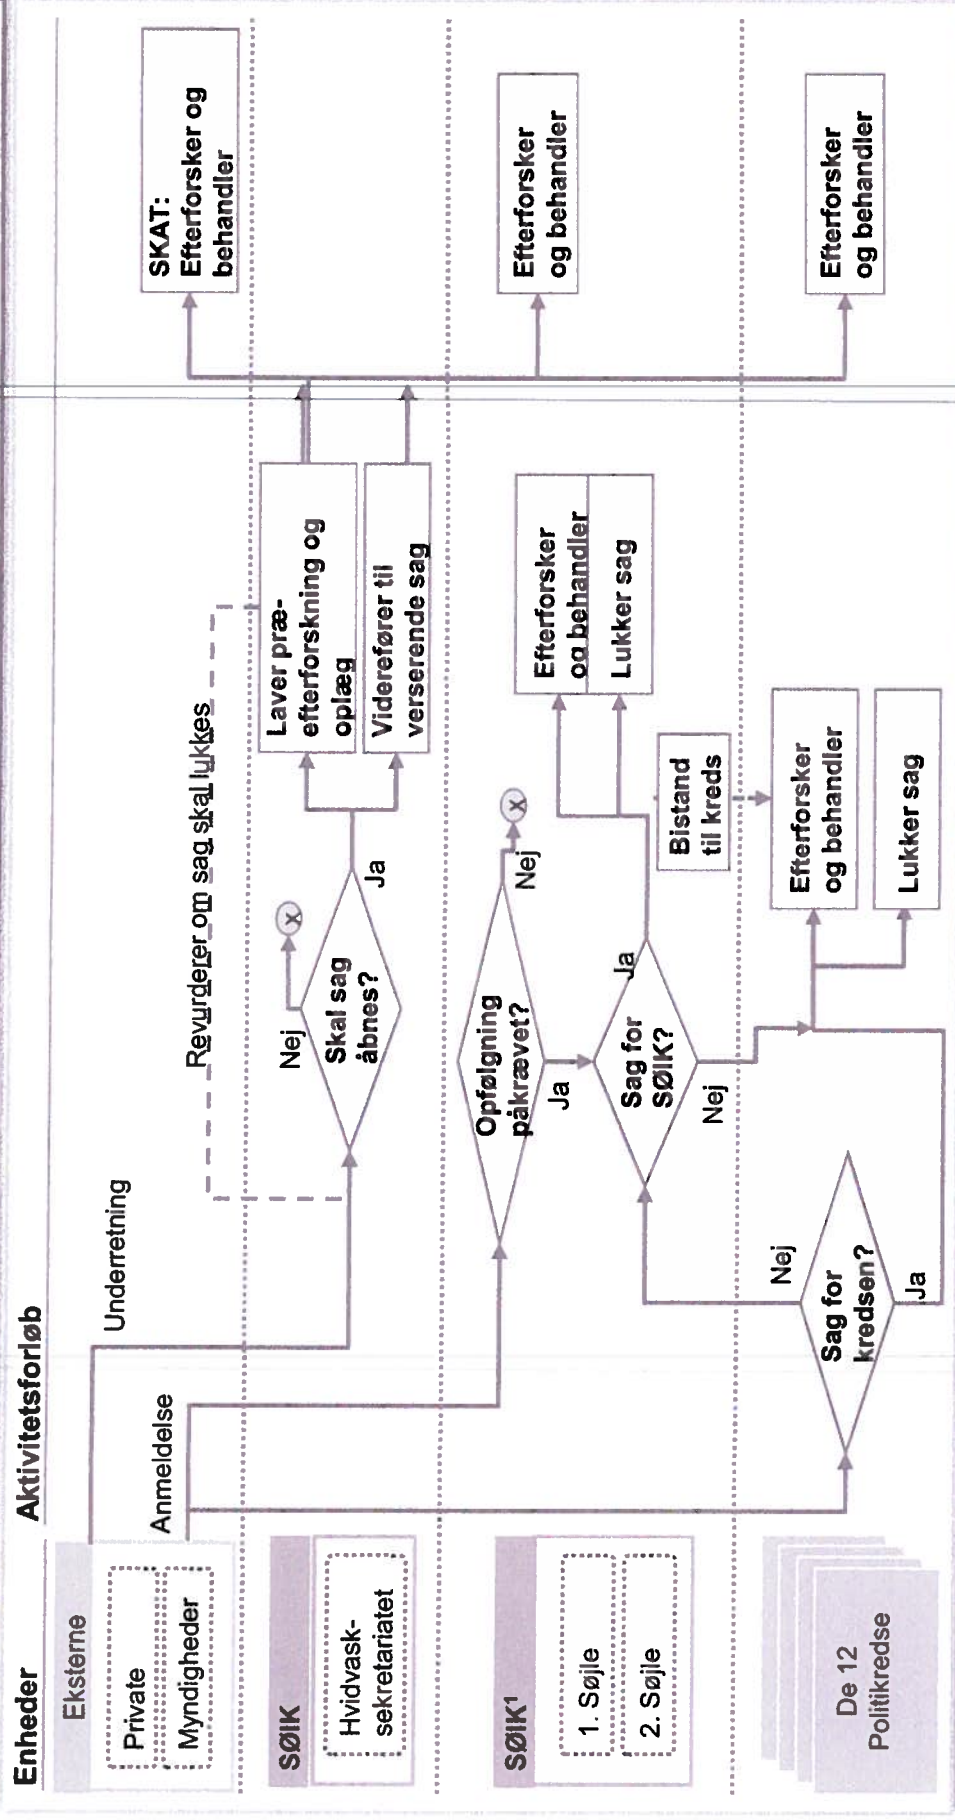 Enheder
Aktivitetsforløb
Eksterne
Private
Myndigheder
Underretning
Anmeldelse
Revurderer om sag skal lukkes
SKAT:
Efterforsker og
behandler
SØIK
Hvidvask-
sekretariatet
Skal sag
åbnes?
Nej
x
Ja
Laver præ-
efterforskning og
oplæg
Viderefører til
verserende sag
SØIK¹
1. Søjle
2. Søjle
Opfølgning
påkrævet?
Nej
x
Ja
Sag for
SØIK?
Ja
Nej
Efterforsker
og behandler
Lukker sag
Bistand
til kreds
Efterforsker
og behandler
De 12
Politikredse
Sag for
kredsen?
Nej
Ja
Efterforsker
og behandler
Lukker sag
Efterforsker
og behandler